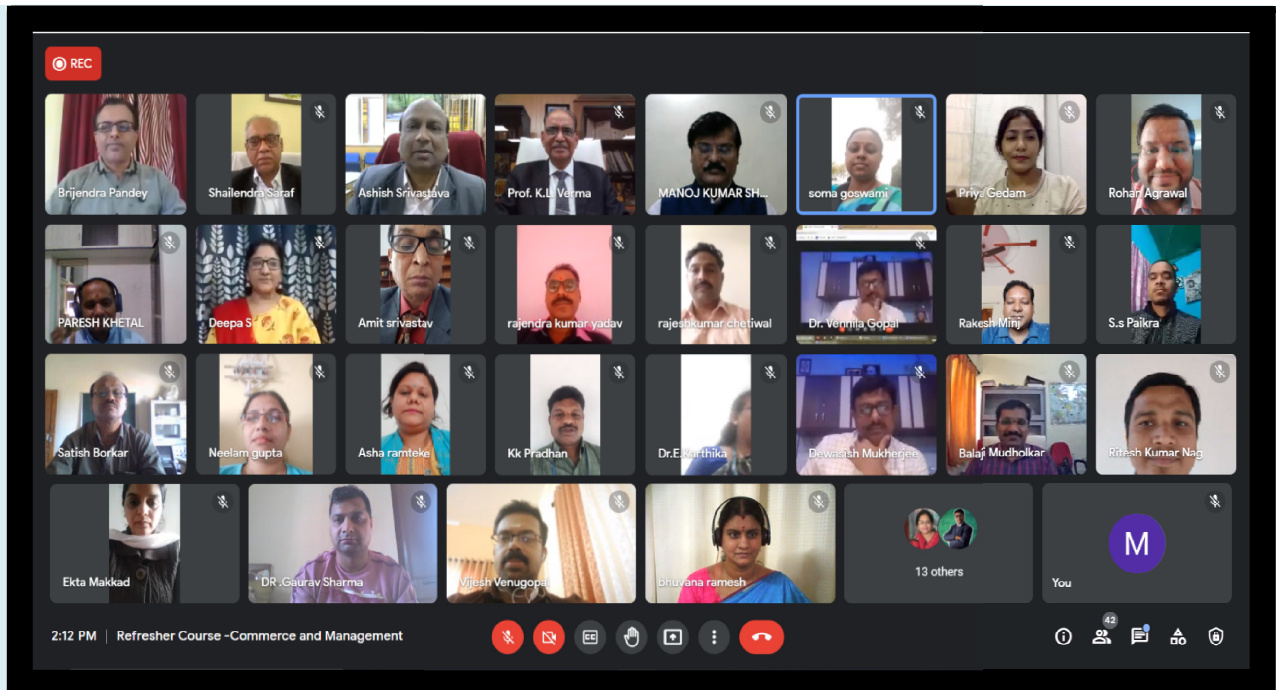 REC
Brijendra Pandey
Shailendra Saraf
Ashish Srivastava
Prof. K.L. Verma
MANOJ KUMAR SH...
soma goswami
Priya Gedam
Rohan Agrawal
PARESH KHETAL
Deepa S
Amit srivastav
rajendra kumar yadav
rajeshkumar chetiwal
Dr. Vennila Gopal
Rakesh Minj
S.s Paikra
Satish Borkar
Neelam gupta
Asha ramteke
Kk Pradhan
Dr.E.Karthika
Dewasish Mukherjee
Balaji Mudholkar
Ritesh Kumar Nag
Ekta Makkad
DR .Gaurav Sharma
Vijesh Venugopal
bhuvana ramesh
13 others
M
You
2:12 PM | Refresher Course -Commerce and Management
CC
42